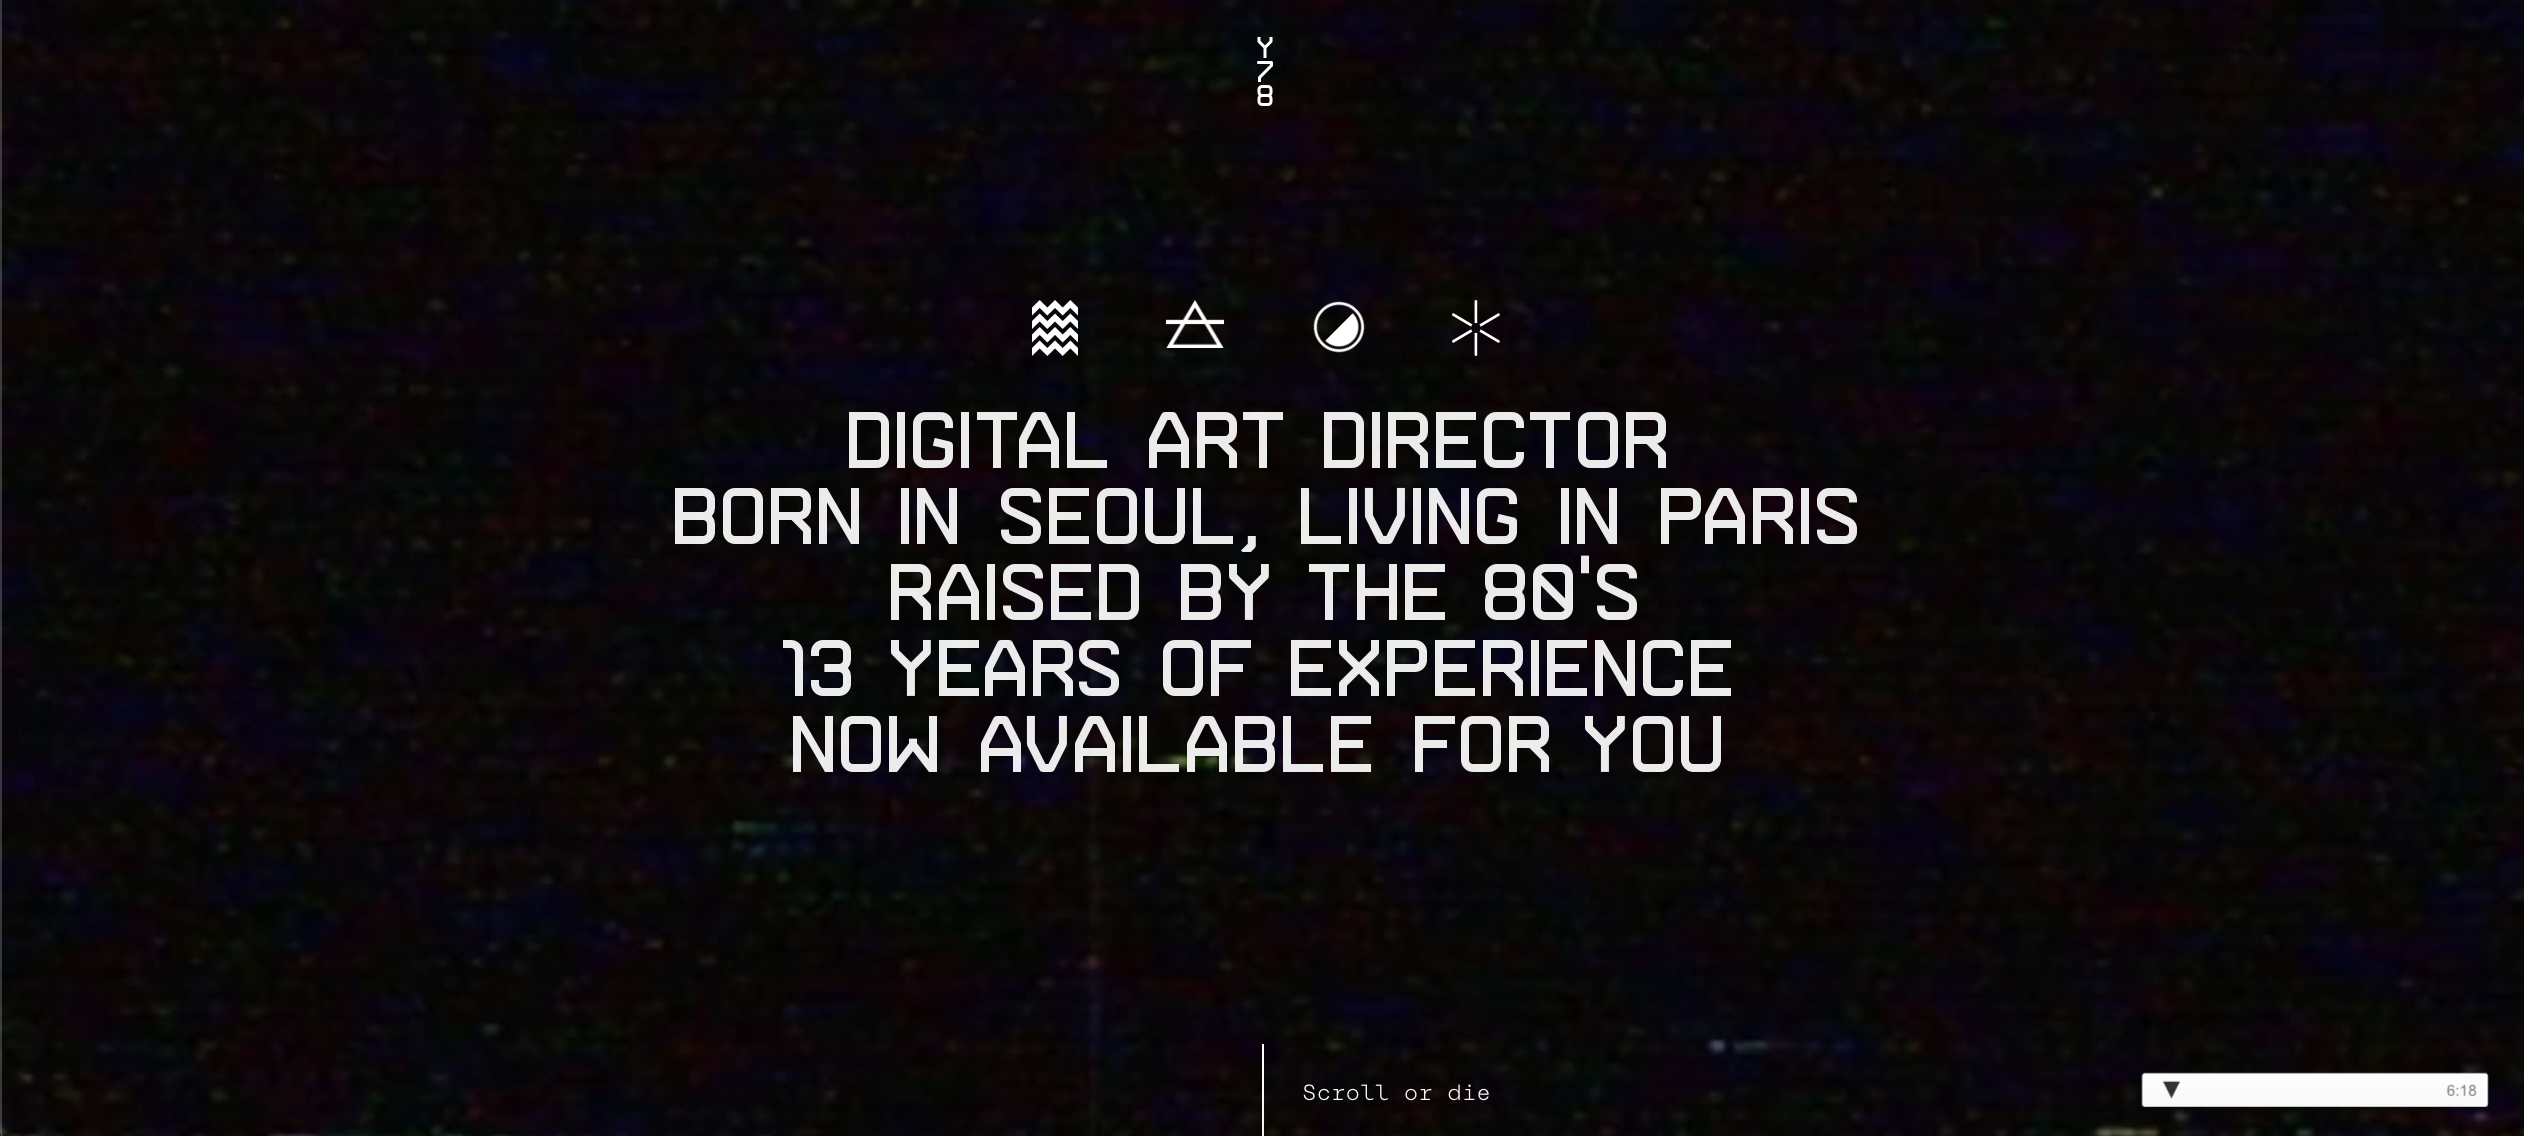 Y
7
8
DIGITAL ART DIRECTOR
BORN IN SEOUL, LIVING IN PARIS
RAISED BY THE 80'S
13 YEARS OF EXPERIENCE
NOW AVAILABLE FOR YOU
Scroll or die
6:18